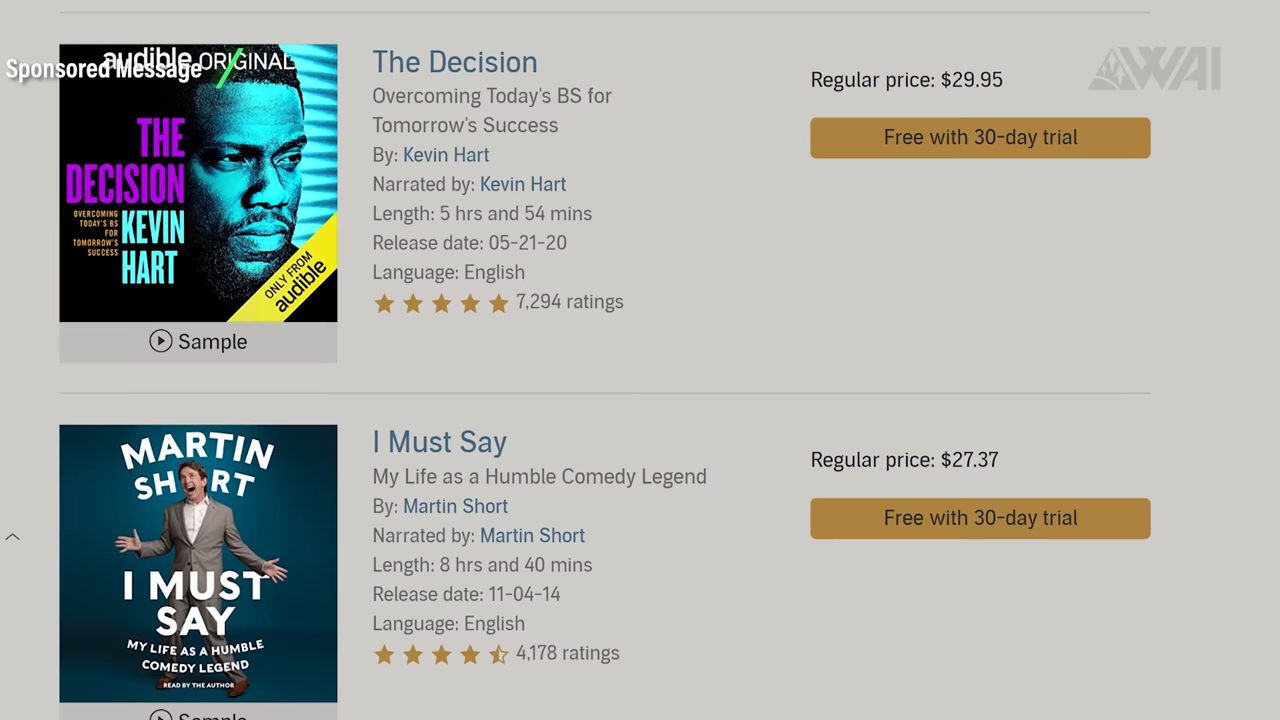 Sponsored Message
audible ORIGINAL
THE
DECISION
OVERCOMING
TODAY'S BS
FOR
TOMORROW'S
SUCCESS
KEVIN
HART
ONLY FROM
audible
Sample
The Decision
Overcoming Today's BS for
Tomorrow's Success
By: Kevin Hart
Narrated by: Kevin Hart
Length: 5 hrs and 54 mins
Release date: 05-21-20
Language: English
7,294 ratings
Regular price: $29.95
Free with 30-day trial
AWAI
MARTIN
SHORT
I MUST
SAY
MY LIFE AS A HUMBLE
COMEDY LEGEND
READ BY THE AUTHOR
Sample
I Must Say
My Life as a Humble Comedy Legend
By: Martin Short
Narrated by: Martin Short
Length: 8 hrs and 40 mins
Release date: 11-04-14
Language: English
4,178 ratings
Regular price: $27.37
Free with 30-day trial